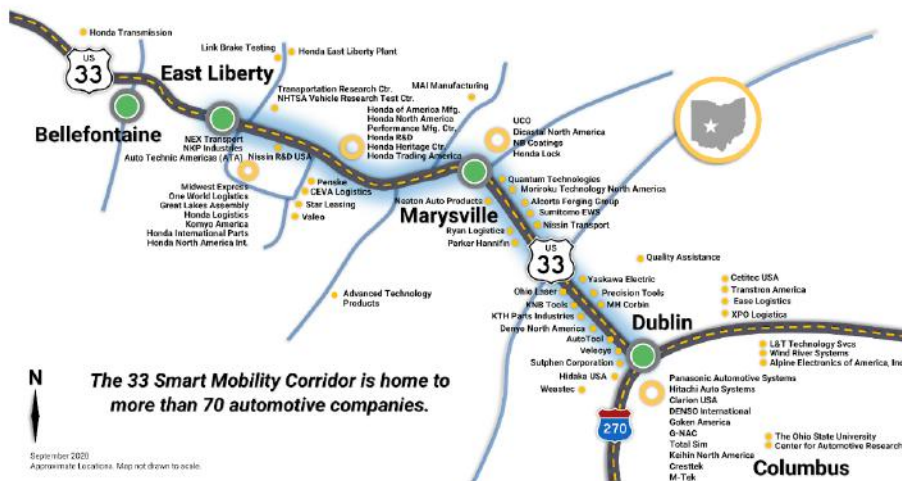 Honda Transmission
US
33
Bellefontaine
East Liberty
Link Brake Testing
Honda East Liberty Plant
Transportation Research Ctr.
NHTSA Vehicle Research Test Ctr.
NEX Transport
NKP Industries
Auto Technic Americas (ATA)
Nissin R&D USA
Honda of America Mfg.
Honda North America
Performance Mfg. Ctr.
Honda R&D
Honda Heritage Ctr.
Honda Trading America
MAI Manufacturing
UCO
Dicastal North America
NB Coatings
Honda Lock
Midwest Express
One World Logistics
Great Lakes Assembly
Honda Logistics
Komyo America
Honda International Parts
Honda North America Int.
Penske
CEVA Logistics
Star Leasing
Valeo
Advanced Technology
Products
Marysville
Quantum Technologies
Moriroku Technology North America
Alcorta Forging Group
Sumitomo EWS
Nissin Transport
Neaton Auto Products
Ryan Logistics
Parker Hannifin
US
33
Quality Assistance
Yaskawa Electric
Precision Tools
MH Corbin
Ohio Laser
KNB Tools
KTH Parts Industries
Denyo North America
AutoTool
Velosys
Sutphen Corporation
Hidaka USA
Weastec
Dublin
Cetitec USA
Transtron America
Ease Logistics
XPO Logistics
L&T Technology Svcs
Wind River Systems
Alpine Electronics of America, Inc
270
Panasonic Automotive Systems
Hitachi Auto Systems
Clarion USA
DENSO International
Goken America
G-NAC
Total Sim
Keihin North America
Cresttek
M-Tek
The Ohio State University
Center for Automotive Research
Columbus
N
The 33 Smart Mobility Corridor is home to
more than 70 automotive companies.
September 2020
Approximate Locations. Map not drawn to scale.